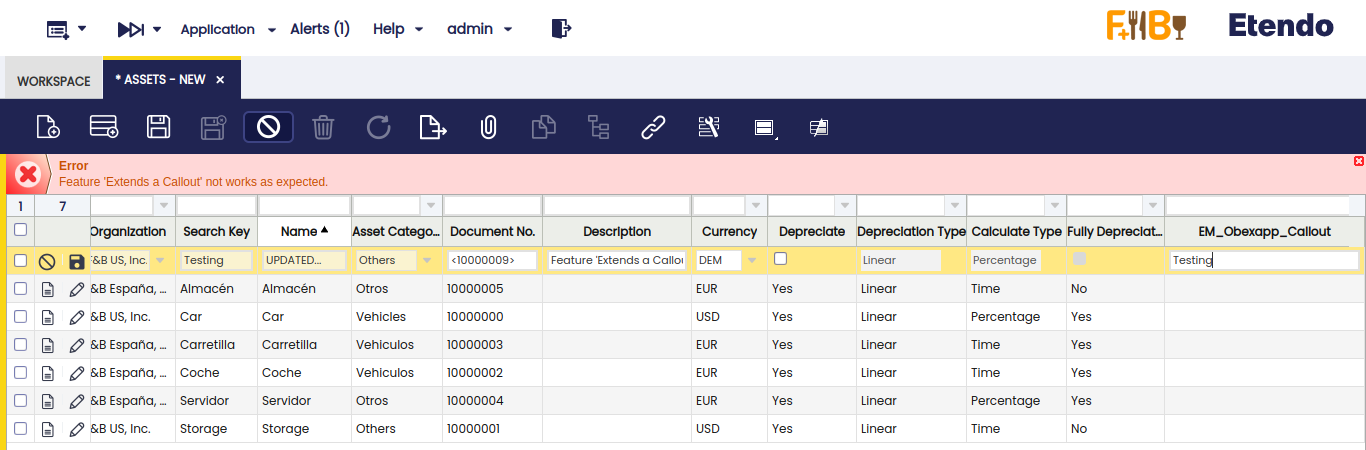 Application Alerts (1) Help admin F+B Etendo
WORKSPACE * ASSETS - NEW ×
Error
Feature 'Extends a Callout' not works as expected.
1 7
Organization Search Key Name Asset Catego... Document No. Description Currency Depreciate Depreciation Type Calculate Type Fully Depreciat... EM_Obexapp_Callout
F&B US, Inc. Testing UPDATED... Others <10000009> Feature 'Extends a Callou DEM Linear Percentage Testing
&B España, ... Almacén Almacén Otros 10000005 EUR Yes Linear Time No
&B US, Inc. Car Car Vehicles 10000000 USD Yes Linear Percentage Yes
&B España, ... Carretilla Carretilla Vehiculos 10000003 EUR Yes Linear Time Yes
&B España, ... Coche Coche Vehiculos 10000002 EUR Yes Linear Time Yes
&B España, ... Servidor Servidor Otros 10000004 EUR Yes Linear Percentage Yes
&B US, Inc. Storage Storage Others 10000001 USD Yes Linear Time No